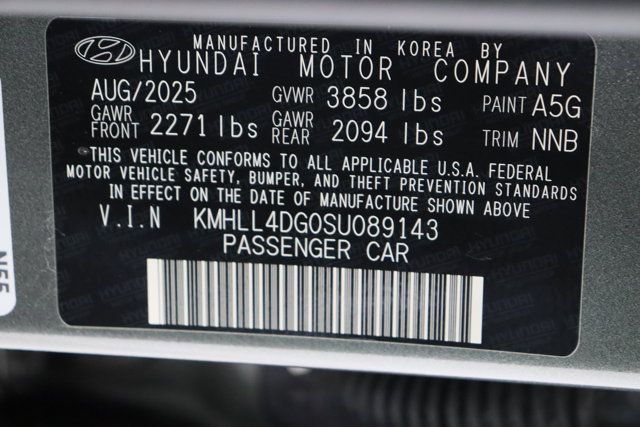 MANUFACTURED IN KOREA BY
HYUNDAI MOTOR COMPANY
AUG/2025 GVWR 3858 lbs PAINT A5G
GAWR FRONT 2271 lbs GAWR REAR 2094 lbs TRIM NNB
THIS VEHICLE CONFORMS TO ALL APPLICABLE U.S.A. FEDERAL
MOTOR VEHICLE SAFETY, BUMPER, AND THEFT PREVENTION STANDARDS
IN EFFECT ON THE DATE OF MANUFACTURE SHOWN ABOVE
V.I.N KMHLL4DG0SU089143
PASSENGER CAR
N55